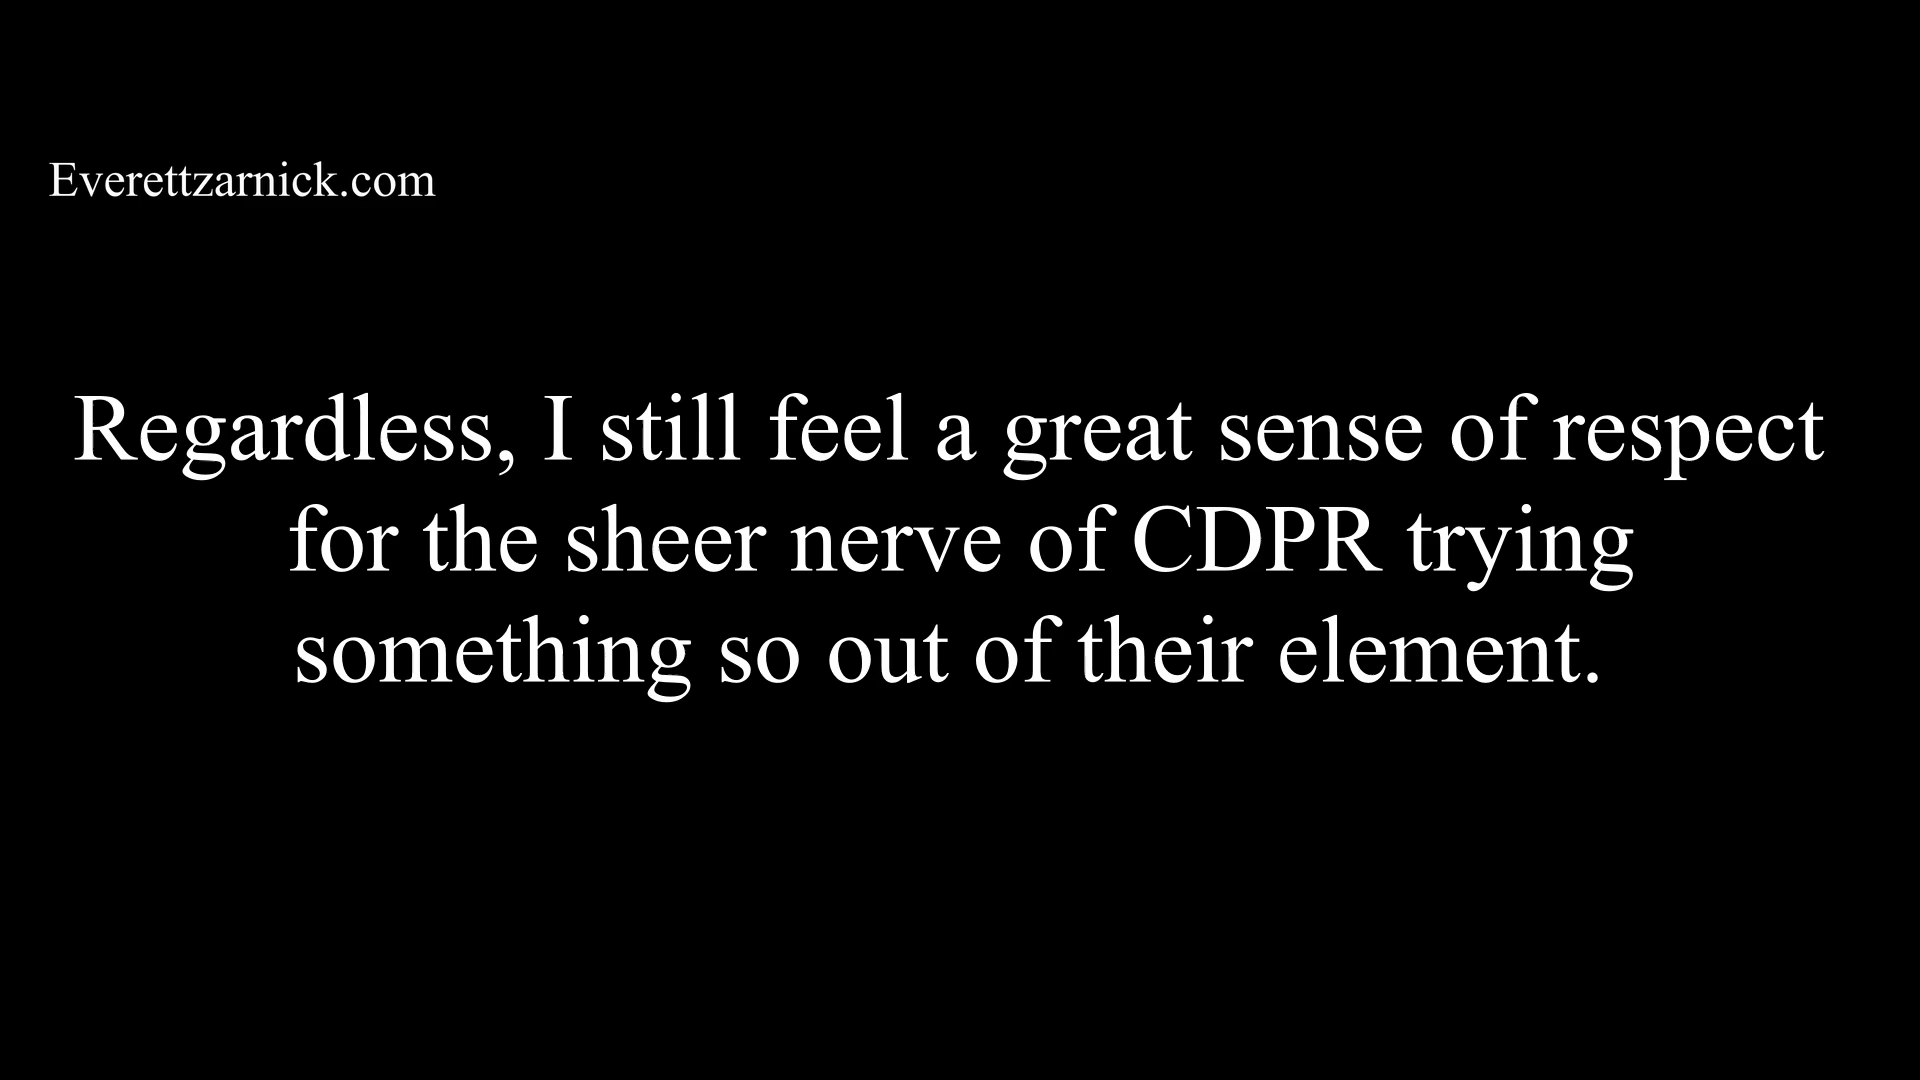 Everettzarnick.com
Regardless, I still feel a great sense of respect
for the sheer nerve of CDPR trying
something so out of their element.